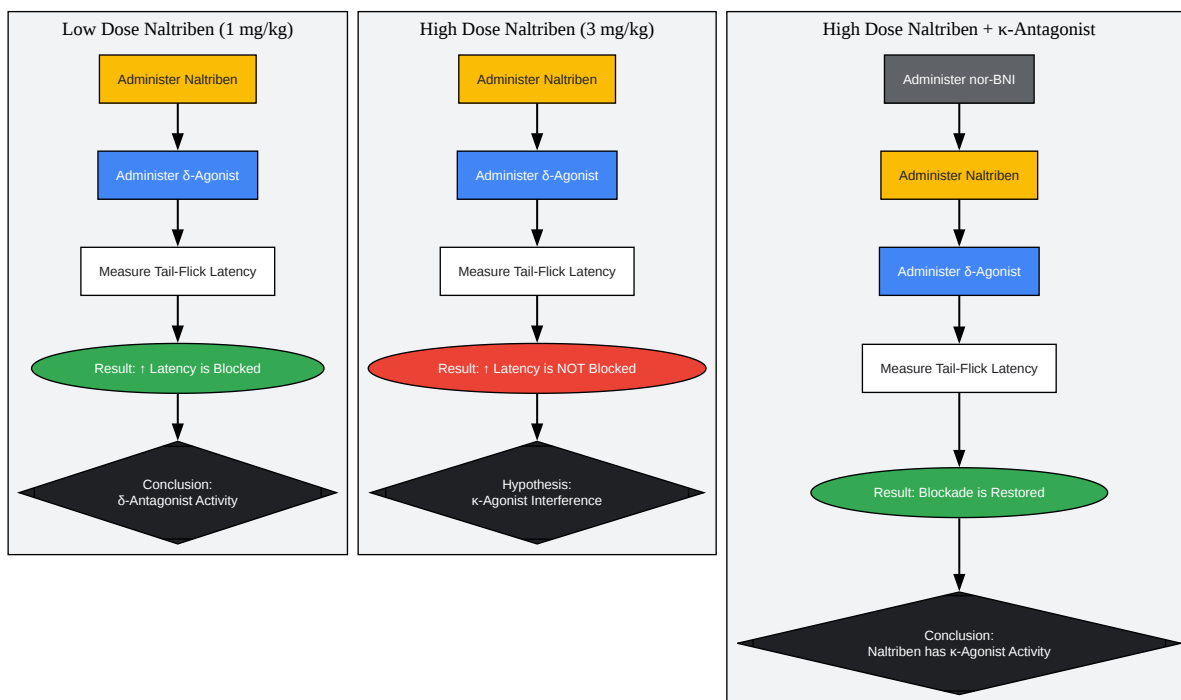 Low Dose Naltriben (1 mg/kg)
Administer Naltriben
Administer δ-Agonist
Measure Tail-Flick Latency
Result: ↑ Latency is Blocked
Conclusion:
δ-Antagonist Activity
High Dose Naltriben (3 mg/kg)
Administer Naltriben
Administer δ-Agonist
Measure Tail-Flick Latency
Result: ↑ Latency is NOT Blocked
Hypothesis:
κ-Agonist Interference
High Dose Naltriben + κ-Antagonist
Administer nor-BNI
Administer Naltriben
Administer δ-Agonist
Measure Tail-Flick Latency
Result: Blockade is Restored
Conclusion:
Naltriben has κ-Agonist Activity